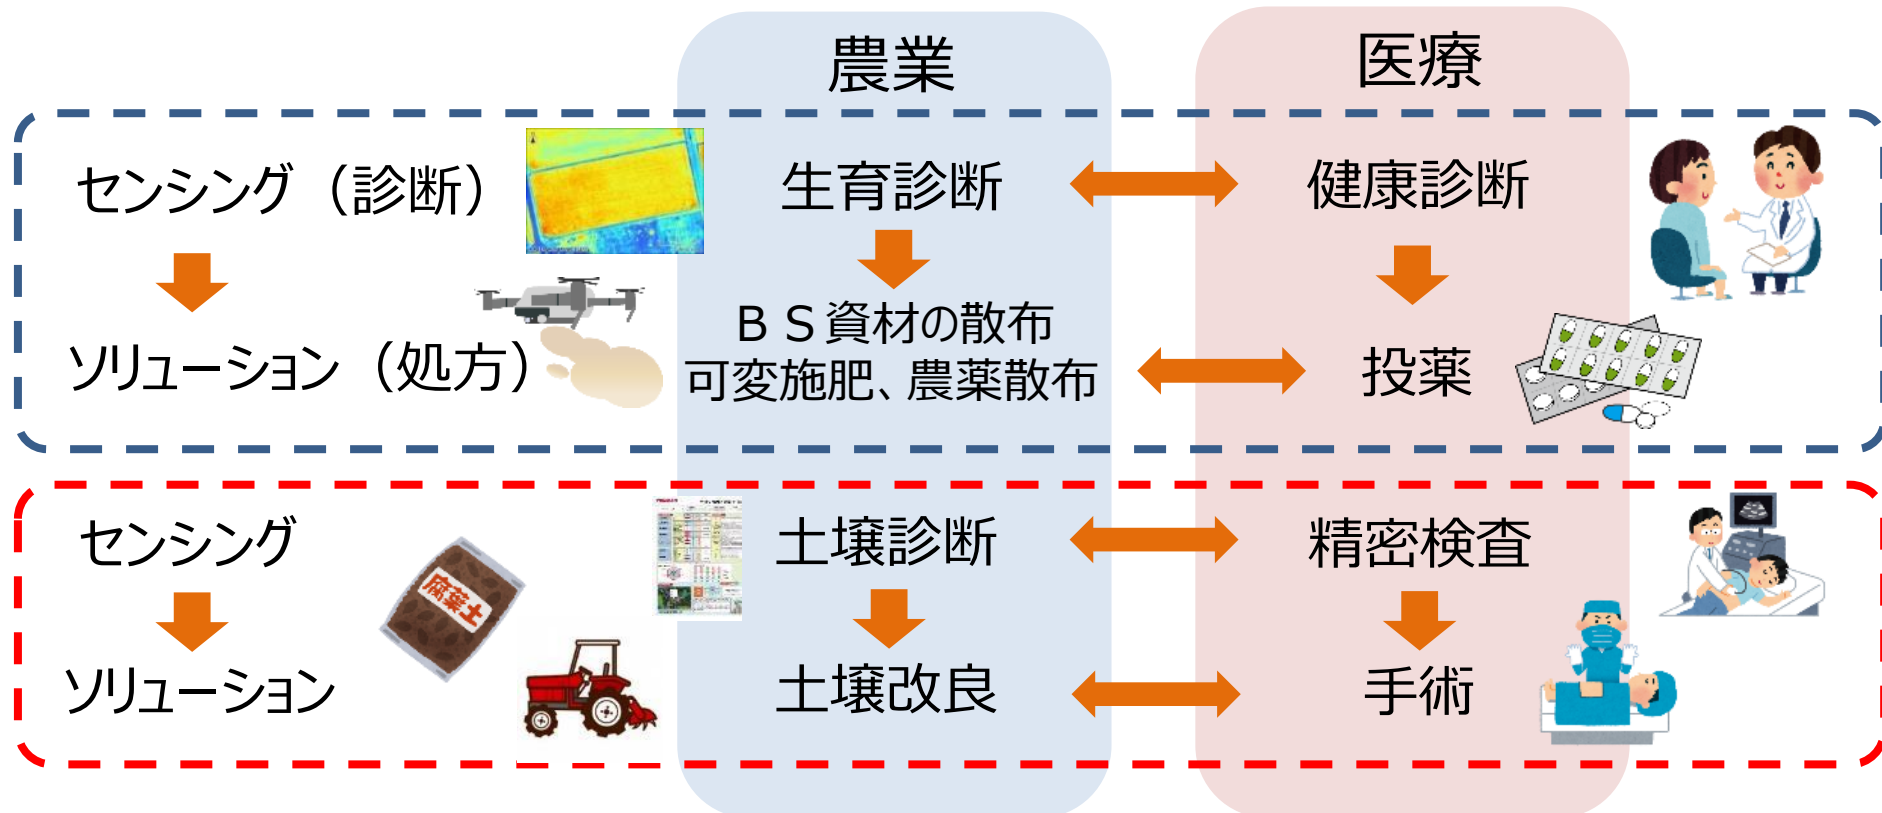 農業
医療
センシング（診断）
生育診断
健康診断
ＢＳ資材の散布
ソリューション（処方）
可変施肥、農薬散布
投薬
センシング
土壌診断
精密検査
腐葉土
ソリューション
土壌改良
手術